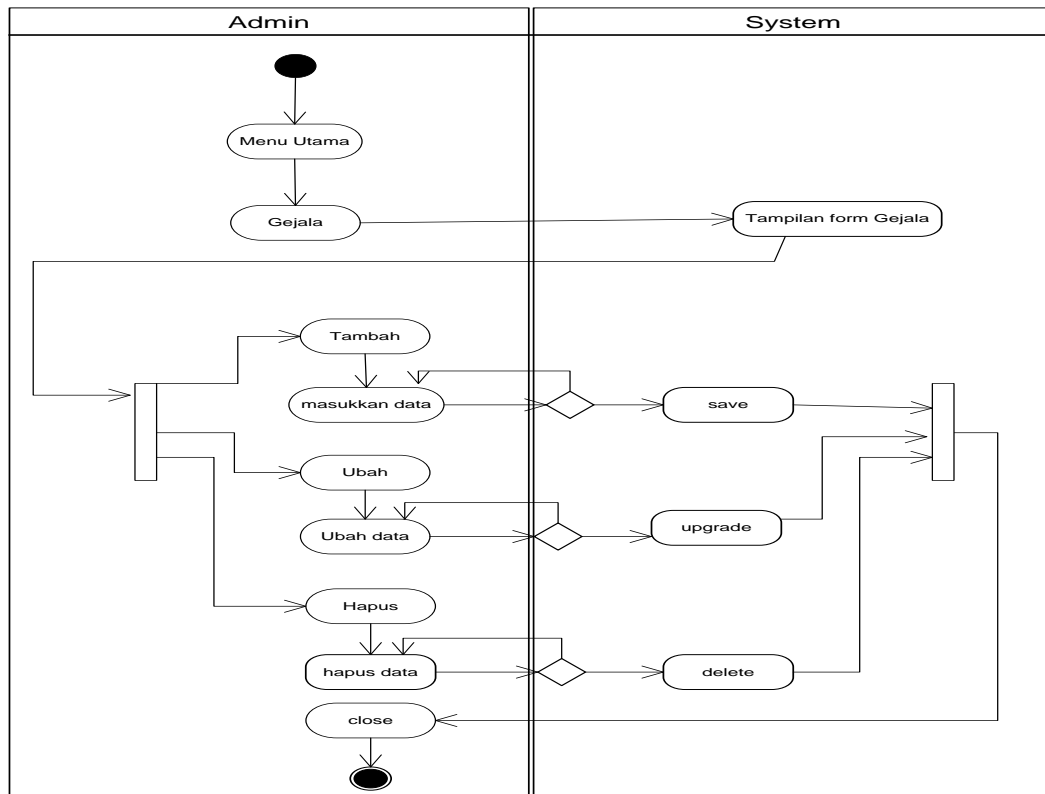 Admin
System
Menu Utama
Gejala
Tampilan form Gejala
Tambah
masukkan data
save
Ubah
Ubah data
upgrade
Hapus
hapus data
delete
close